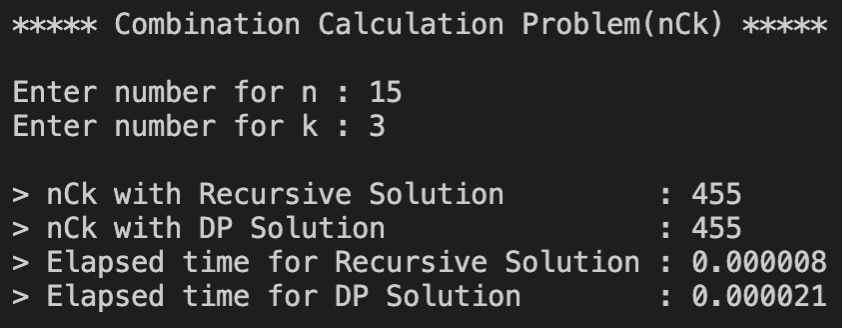 ***** Combination Calculation Problem(nCk) *****
Enter number for n : 15
Enter number for k : 3
> nCk with Recursive Solution         : 455
> nCk with DP Solution                : 455
> Elapsed time for Recursive Solution : 0.000008
> Elapsed time for DP Solution        : 0.000021